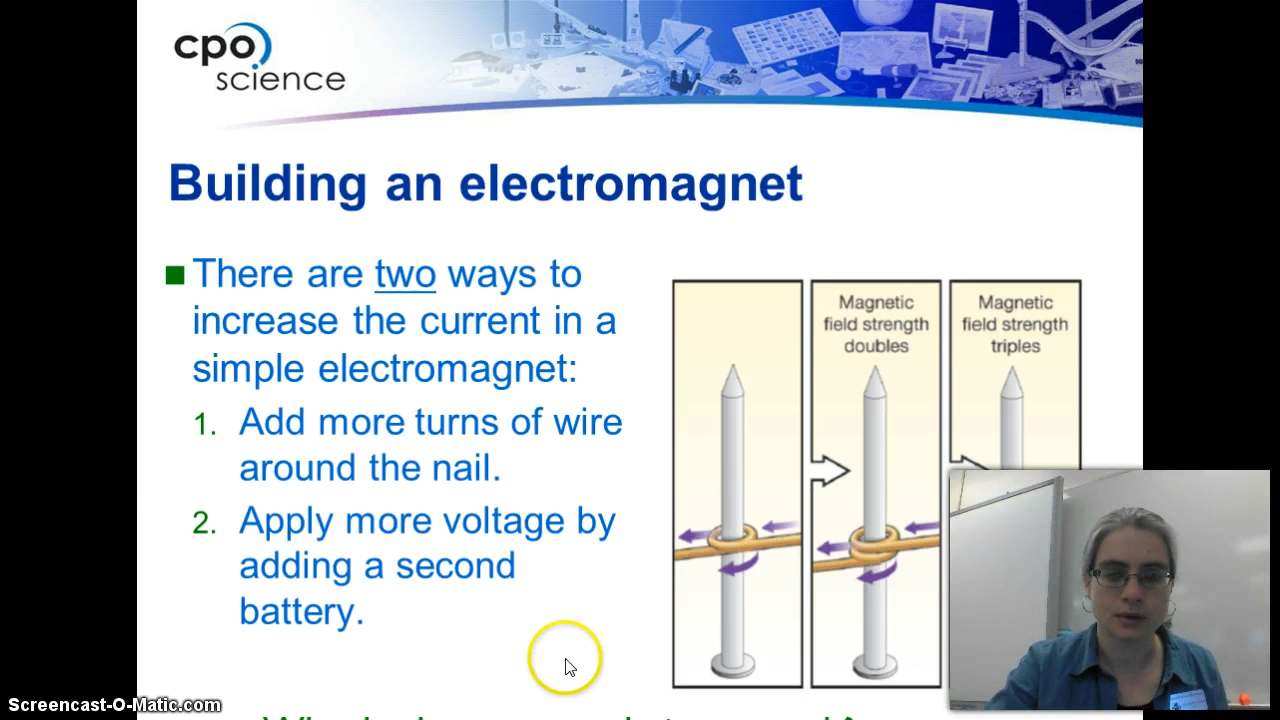 cpo
science
Building an electromagnet
There are two ways to
increase the current in a
simple electromagnet:
1. Add more turns of wire
around the nail.
2. Apply more voltage by
adding a second
battery.
Magnetic
field strength
doubles
Magnetic
field strength
triples
Screencast-O-Matic.com